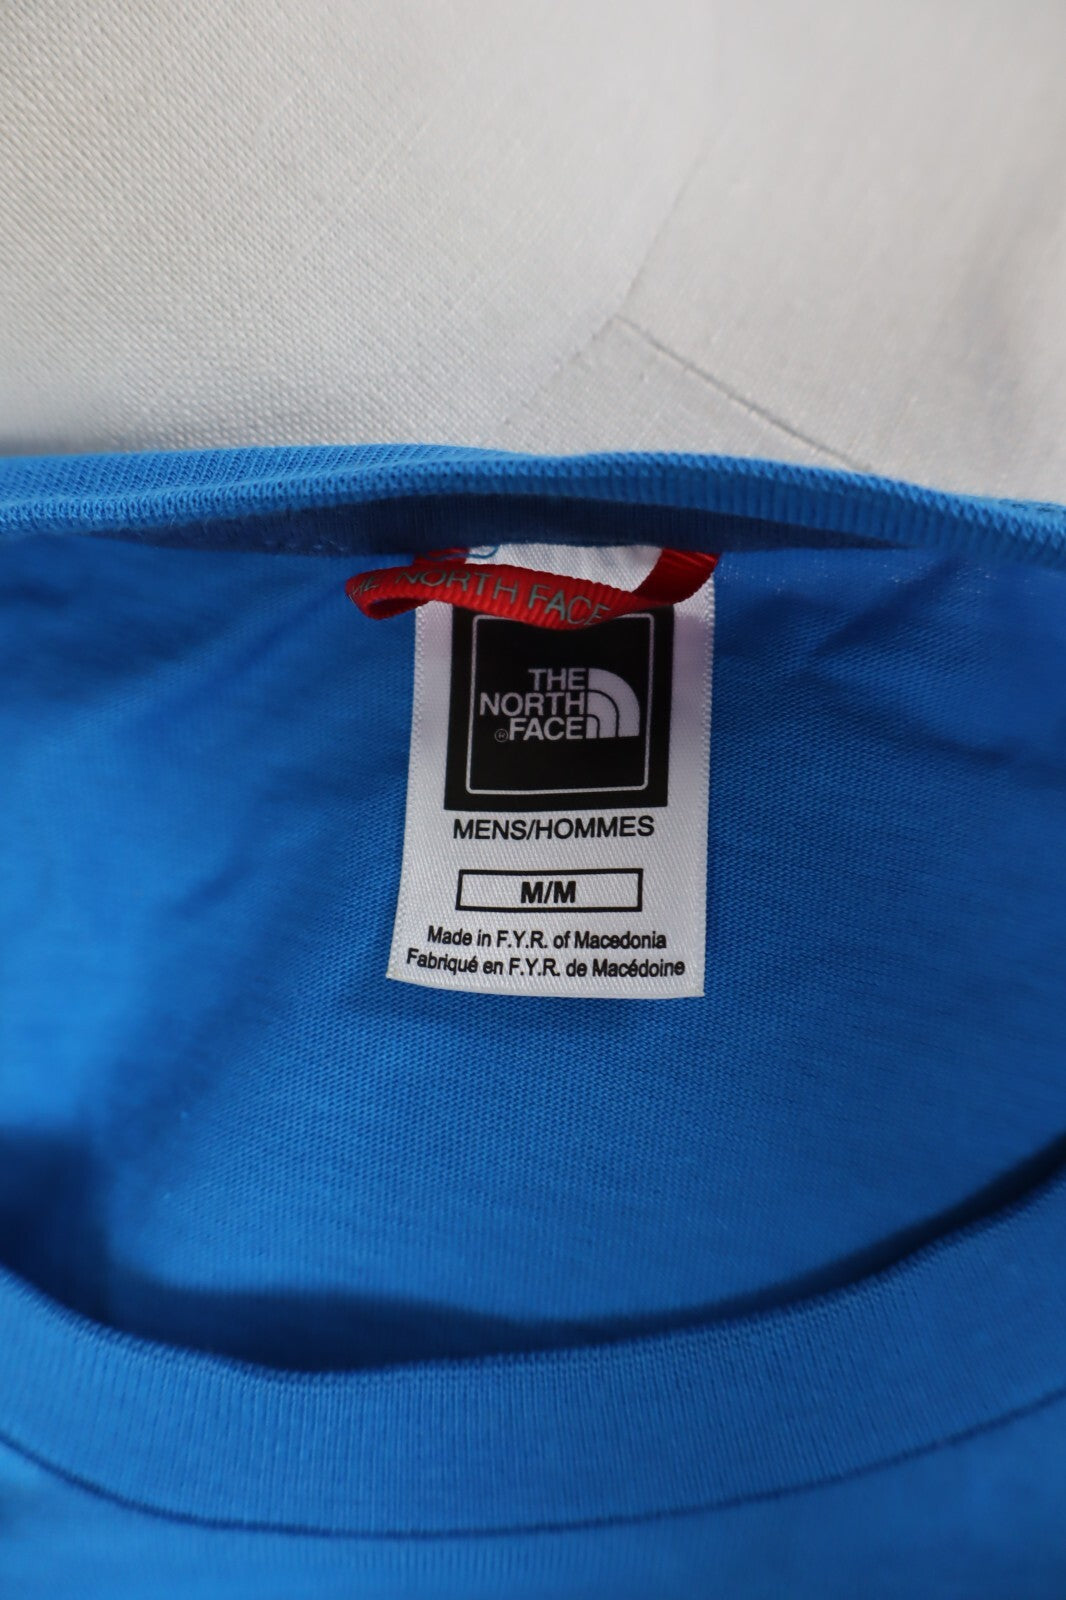 THE NORTH FACE
THE
NORTH
FACE
®
MENS/HOMMES
M/M
Made in F.Y.R. of Macedonia
Fabriqué en F.Y.R. de Macédoine